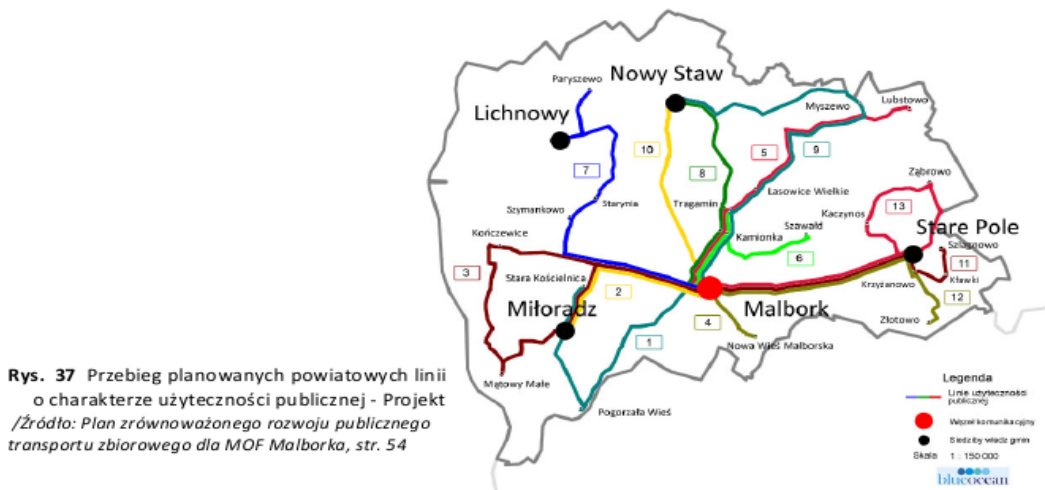 Nowy Staw
Paryszewo
Myszewo
Lubstowo
Lichnowy
10
5
9
7
8
Ząbrowo
Szymankowo
Starynia
Tragamin
Lasowice Wielkie
Kaczynos
13
Stare Pole
Kończewice
Kamionka
Szawałd
6
Szlagnowo
11
3
Stara Kościelnica
2
Kławki
Krzyżanowo
12
Miłoradz
Malbork
4
Złotowo
1
Nowa Wieś Malborska
Mątowy Małe
Pogorzała Wieś
Rys. 37 Przebieg planowanych powiatowych linii
o charakterze użyteczności publicznej - Projekt
/Źródło: Plan zrównoważonego rozwoju publicznego
transportu zbiorowego dla MOF Malborka, str. 54
Legenda
Linie użyteczności
publicznej
Węzeł komunikacyjny
Siedziby władz gmin
Skala 1 : 150 000
blueocean